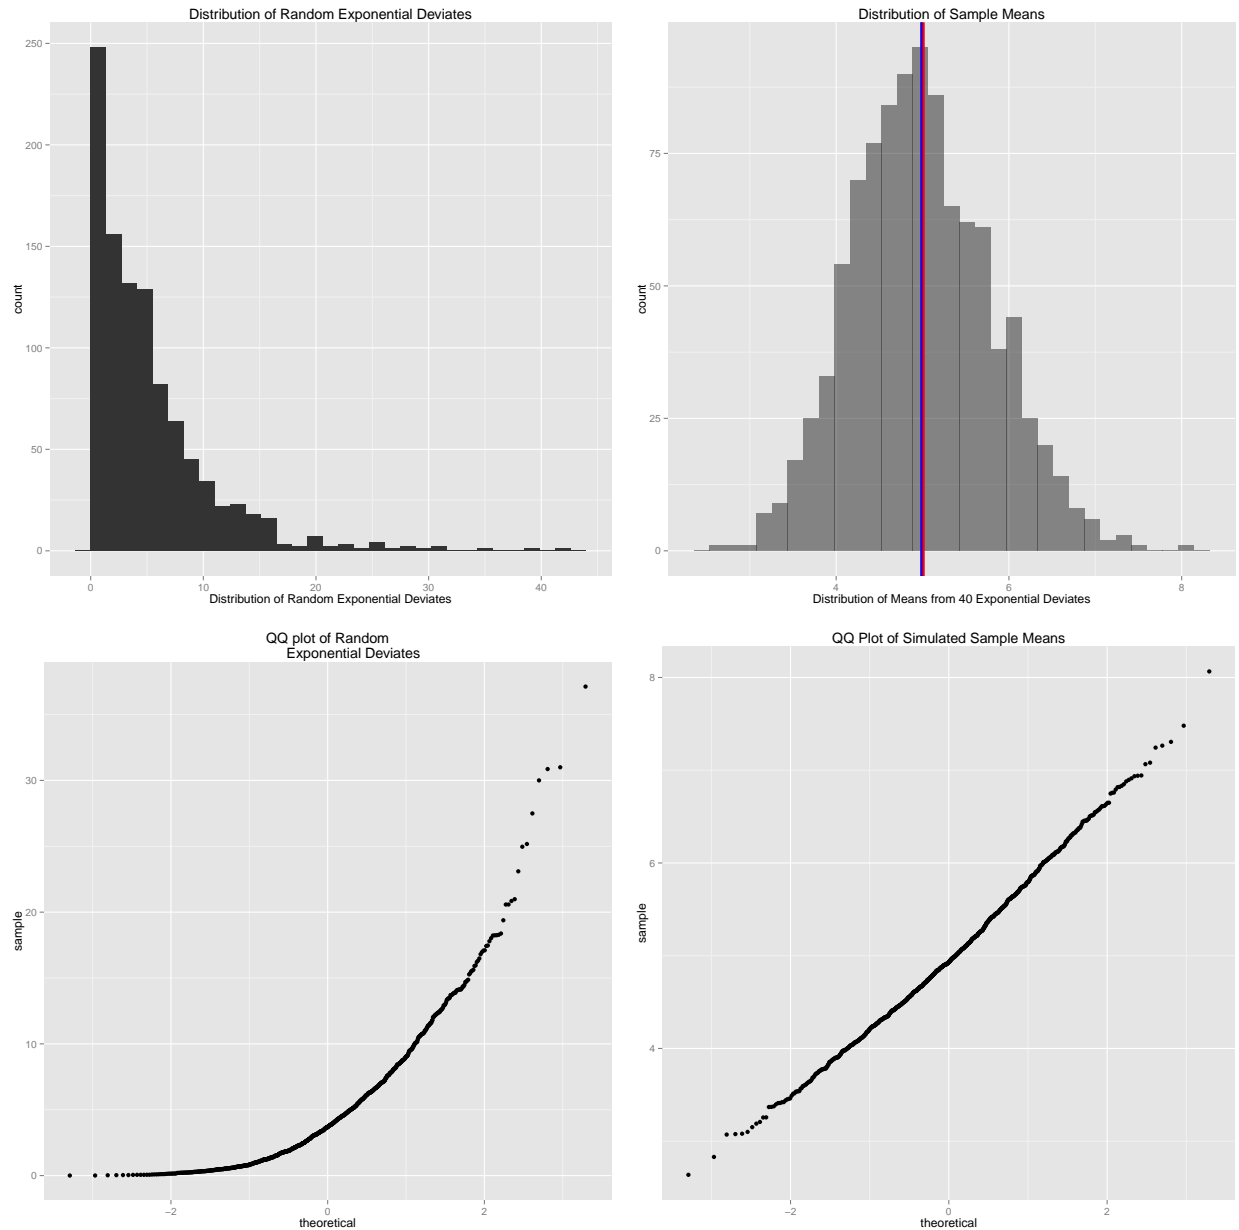 Distribution of Random Exponential Deviates
250
200
150
100
50
0
count
0 10 20 30 40
Distribution of Random Exponential Deviates
Distribution of Sample Means
75
50
25
0
count
4 6 8
Distribution of Means from 40 Exponential Deviates
QQ plot of Random
Exponential Deviates
30
20
10
0
sample
−2 0 2
theoretical
QQ Plot of Simulated Sample Means
8
6
4
sample
−2 0 2
theoretical